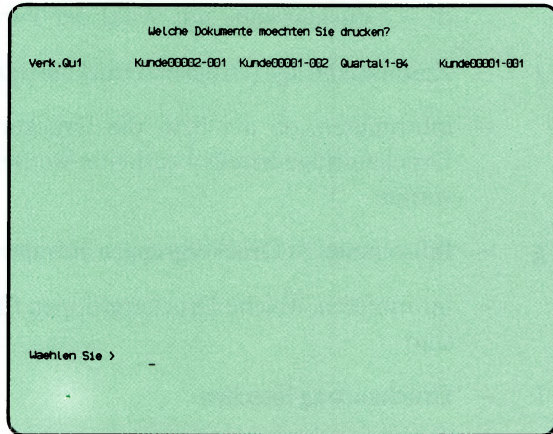 Welche Dokumente moechten Sie drucken?
Verk.Qu1 Kunde00002-001 Kunde00001-002 Quartal1-84 Kunde00001-001
Waehlen Sie > _